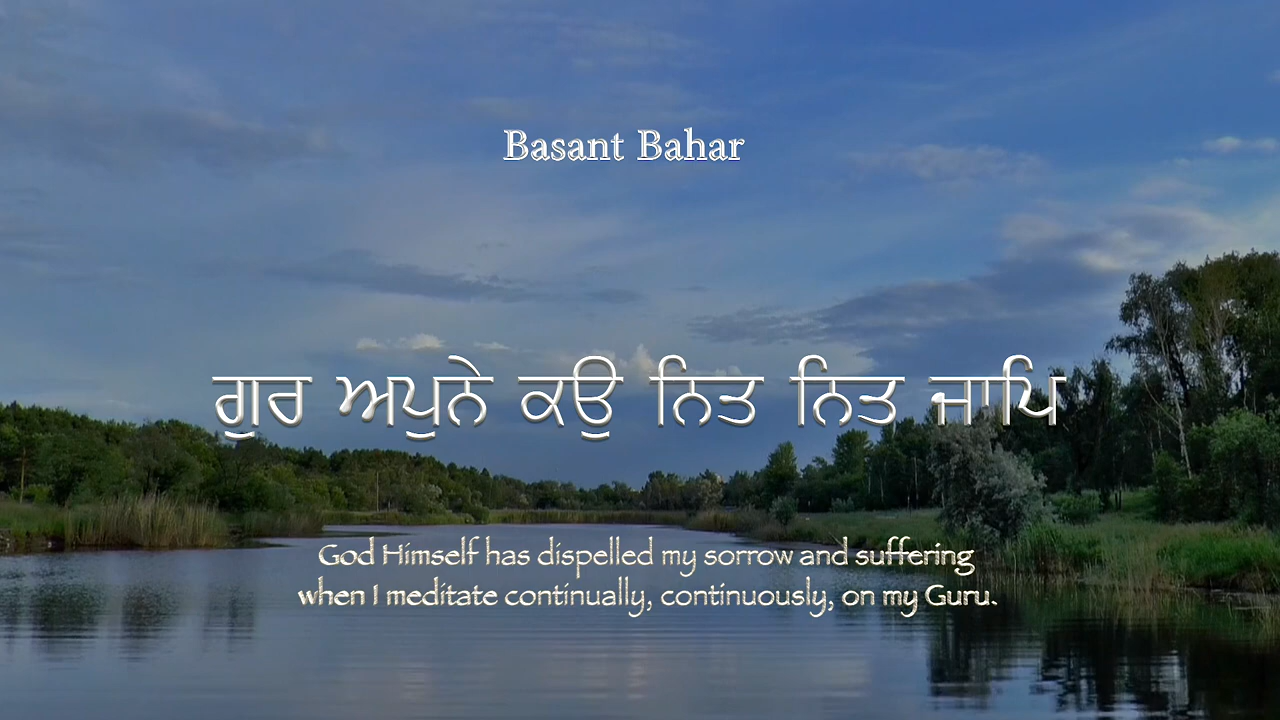 Basant Bahar
ਗੁਰ ਅਪੁਨੇ ਕਉ ਨਿਤ ਨਿਤ ਜਾਪਿ
God Himself has dispelled my sorrow and suffering
when I meditate continually, continuously, on my Guru.